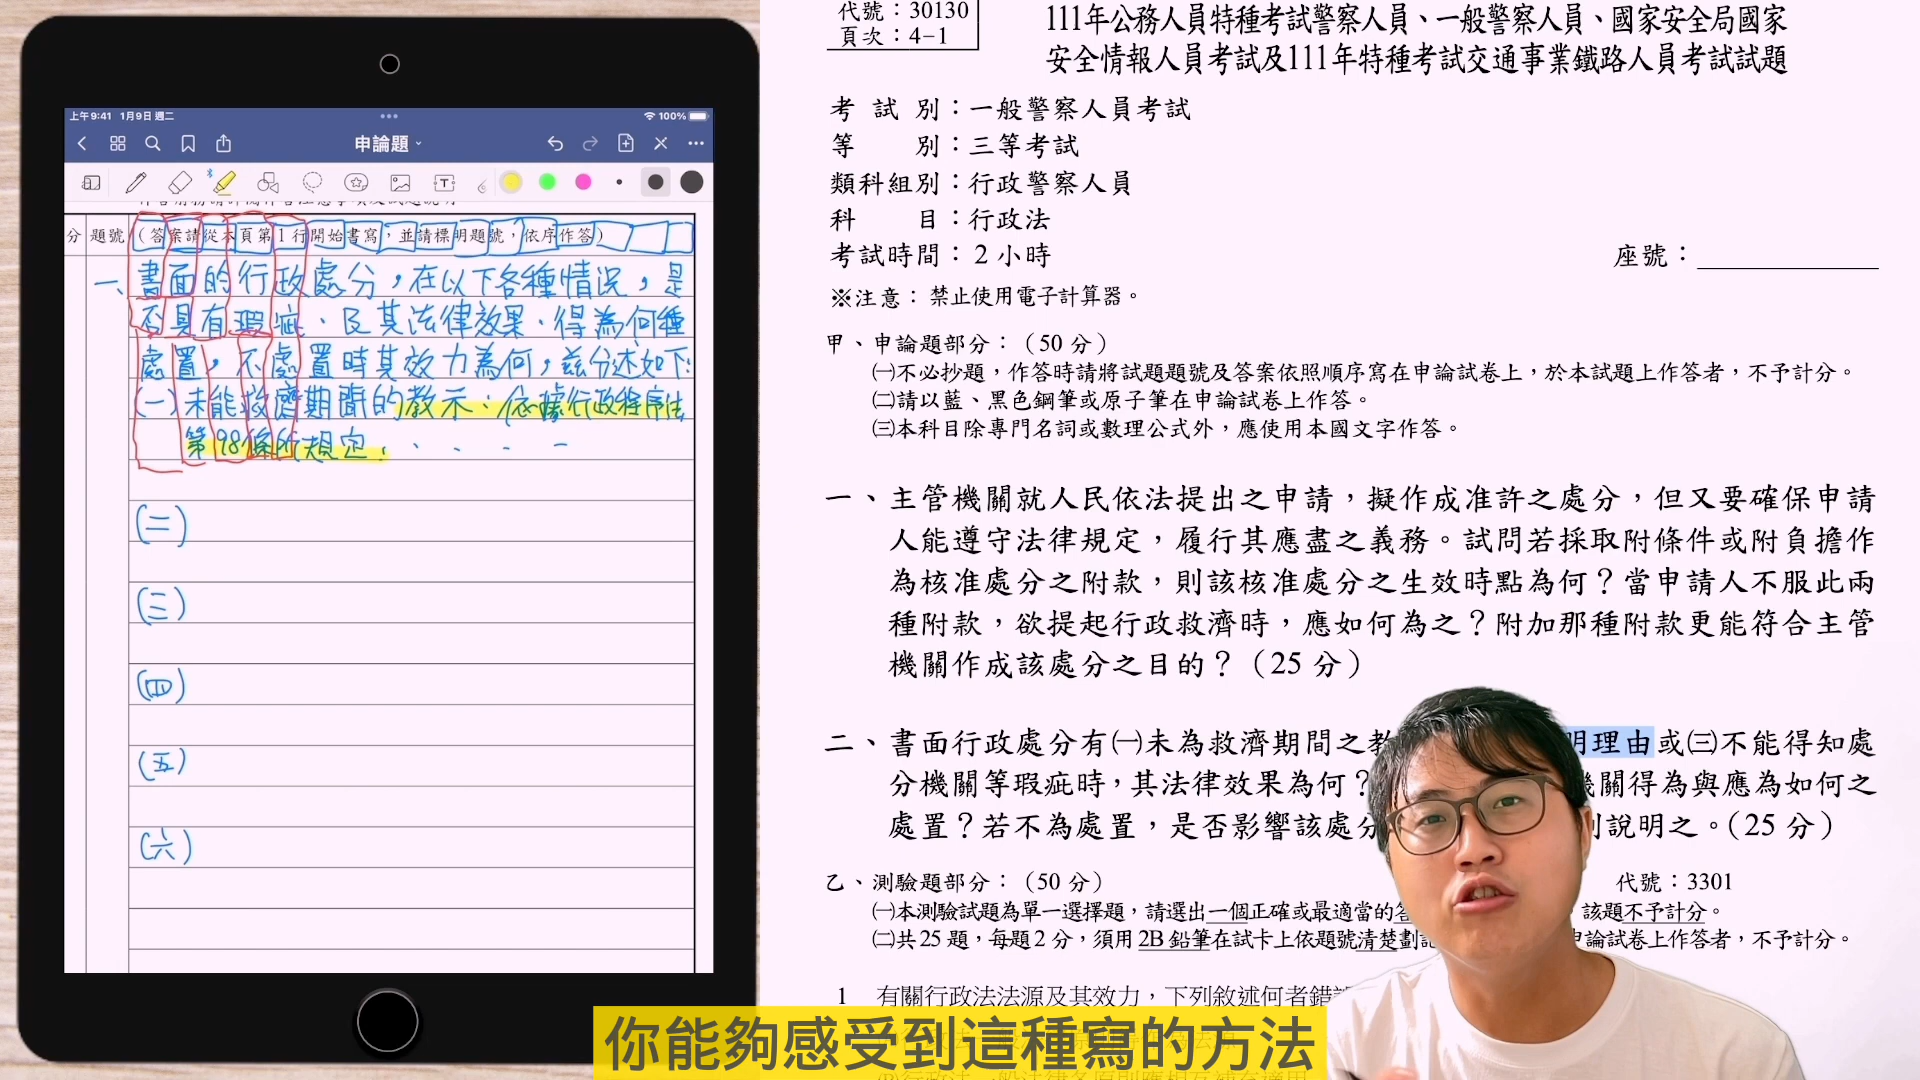 上午9:41 1月9日 週二
100%
申論題
分 題號 (答案請從本頁第1行開始書寫,並請標明題號,依序作答)
一、書面的行政處分,在以下各種情況,是
否具有瑕疵、及其法律效果、得為何種
處置,不處置時其效力為何,茲分述如下:
(一)未能救濟期間的教示:依據行政程序法
第98條所規定,
(二)
(三)
(四)
(五)
(六)
代號:30130
頁次:4-1
111年公務人員特種考試警察人員、一般警察人員、國家安全局國家
安全情報人員考試及111年特種考試交通事業鐵路人員考試試題
考試別:一般警察人員考試
等別:三等考試
類科組別:行政警察人員
科目:行政法
考試時間:2小時
座號:
※注意:禁止使用電子計算器。
甲、申論題部分:(50分)
㈠不必抄題,作答時請將試題題號及答案依照順序寫在申論試卷上,於本試題上作答者,不予計分。
㈡請以藍、黑色鋼筆或原子筆在申論試卷上作答。
㈢本科目除專門名詞或數理公式外,應使用本國文字作答。
一、主管機關就人民依法提出之申請,擬作成准許之處分,但又要確保申請
人能遵守法律規定,履行其應盡之義務。試問若採取附條件或附負擔作
為核准處分之附款,則該核准處分之生效時點為何?當申請人不服此兩
種附款,欲提起行政救濟時,應如何為之?附加那種附款更能符合主管
機關作成該處分之目的?(25分)
二、書面行政處分有㈠未為救濟期間之教 明理由或㈢不能得知處
分機關等瑕疵時,其法律效果為何? 機關得為與應為如何之
處置?若不為處置,是否影響該處分 別說明之。(25分)
乙、測驗題部分:(50分)
代號:3301
㈠本測驗試題為單一選擇題,請選出一個正確或最適當的答 該題不予計分。
㈡共25題,每題2分,須用2B鉛筆在試卡上依題號清楚劃記 申論試卷上作答者,不予計分。
1 有關行政法法源及其效力,下列敘述何者錯誤
你能夠感受到這種寫的方法